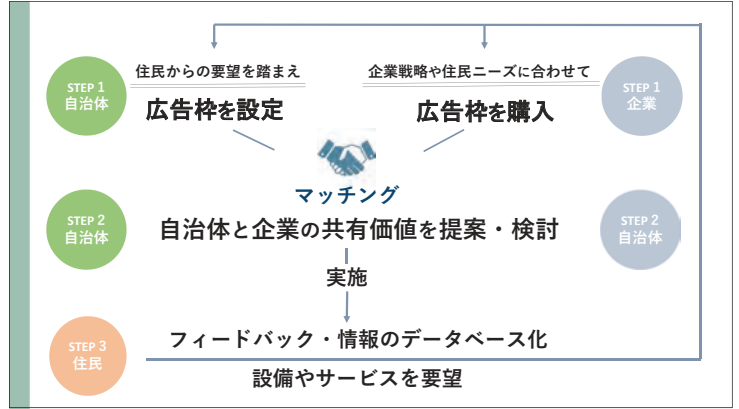 住民からの要望を踏まえ
企業戦略や住民ニーズに合わせて
STEP 1
自治体
広告枠を設定
広告枠を購入
STEP 1
企業
マッチング
STEP 2
自治体
自治体と企業の共有価値を提案・検討
STEP 2
自治体
実施
STEP 3
住民
フィードバック・情報のデータベース化
設備やサービスを要望